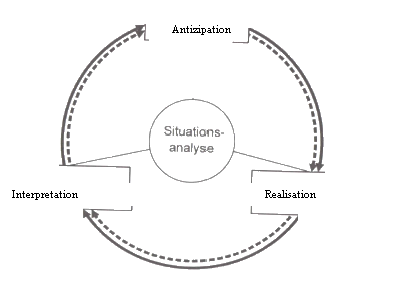 Antizipation
Situations-
analyse
Interpretation
Realisation